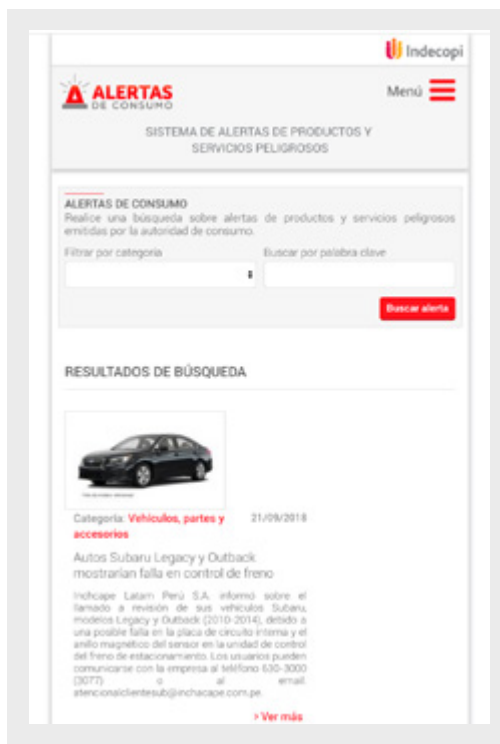 Indecopi
ALERTAS
DE CONSUMO
Menú
SISTEMA DE ALERTAS DE PRODUCTOS Y
SERVICIOS PELIGROSOS
ALERTAS DE CONSUMO
Realice una búsqueda sobre alertas de productos y servicios peligrosos
emitidas por la autoridad de consumo.
Filtrar por categoría
Buscar por palabra clave
Buscar alerta
RESULTADOS DE BÚSQUEDA
Categoría: Vehículos, partes y
accesorios
21/09/2018
Autos Subaru Legacy y Outback
mostrarían falla en control de freno
Inchcape Latam Perú S.A. informó sobre el
llamado a revisión de sus vehículos Subaru,
modelos Legacy y Outback (2010-2014), debido a
una posible falla en la placa de circuito interna y el
anillo magnético del sensor en la unidad de control
del freno de estacionamiento. Los usuarios pueden
comunicarse con la empresa al teléfono 630-3000
(3077) o al email:
atencionalclientesub@inchacape.com.pe.
> Ver más